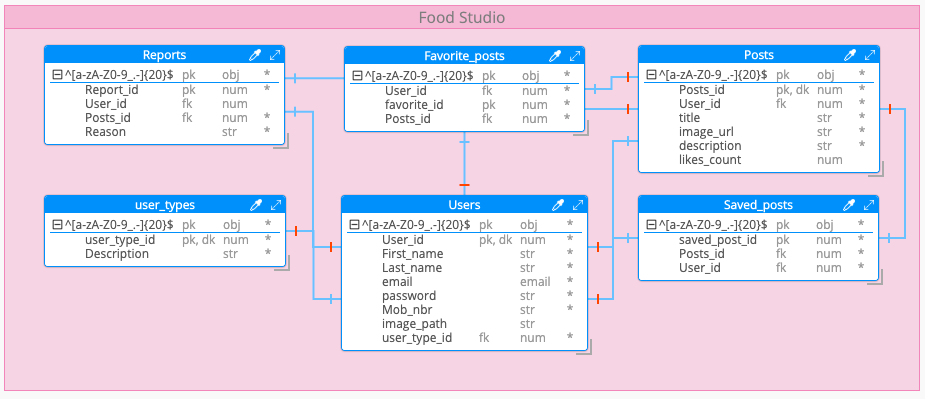 Food Studio
Reports
^[a-zA-Z0-9_.-]{20}$ pk obj *
Report_id pk num *
User_id fk num
Posts_id fk num *
Reason str *
Favorite_posts
^[a-zA-Z0-9_.-]{20}$ pk obj *
User_id fk num *
favorite_id pk num *
Posts_id fk num *
Posts
^[a-zA-Z0-9_.-]{20}$ pk obj *
Posts_id pk, dk num *
User_id fk num *
title str *
image_url str *
description str *
likes_count num
user_types
^[a-zA-Z0-9_.-]{20}$ pk obj *
user_type_id pk, dk num *
Description str *
Users
^[a-zA-Z0-9_.-]{20}$ pk obj *
User_id pk, dk num *
First_name str *
Last_name str *
email email *
password str *
Mob_nbr str *
image_path str
user_type_id fk num *
Saved_posts
^[a-zA-Z0-9_.-]{20}$ pk obj *
saved_post_id pk num *
Posts_id fk num *
User_id fk num *